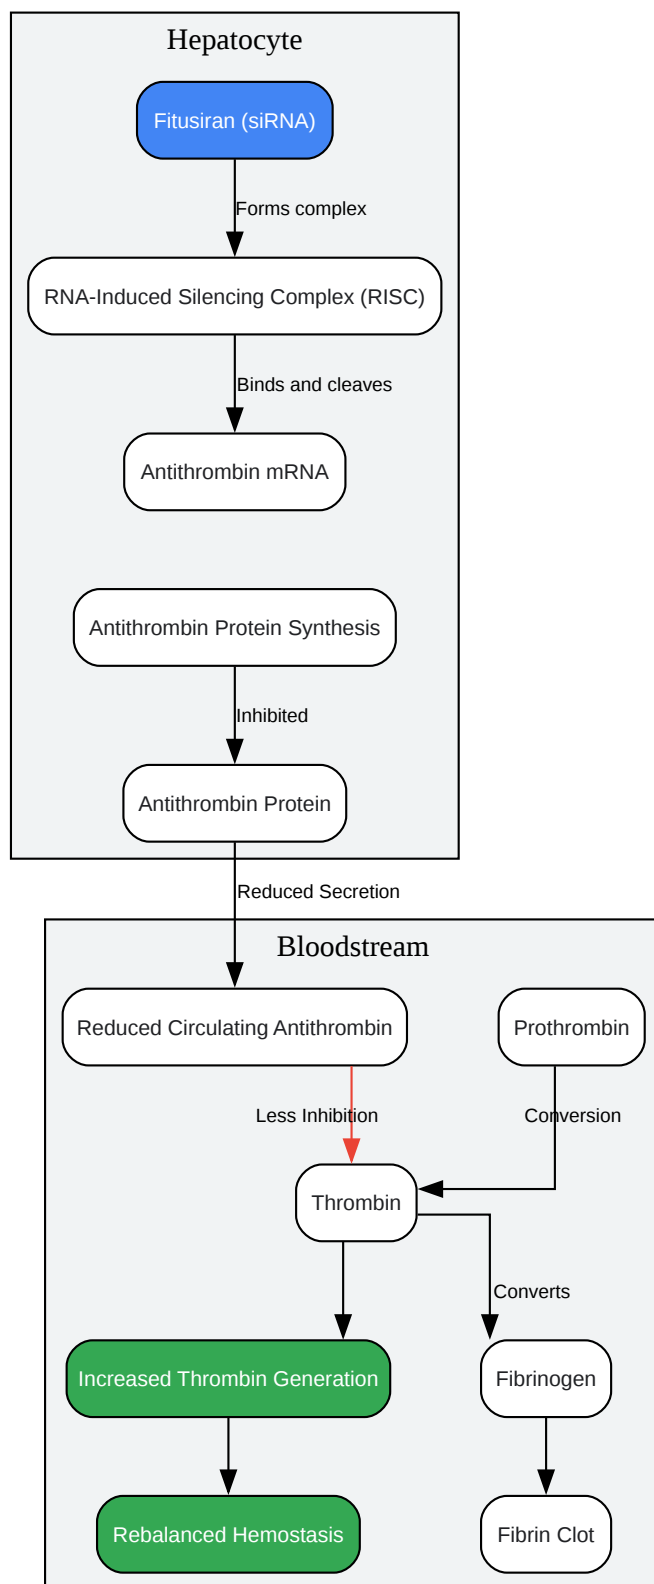 Hepatocyte
Fitusiran (siRNA)
Forms complex
RNA-Induced Silencing Complex (RISC)
Binds and cleaves
Antithrombin mRNA
Antithrombin Protein Synthesis
Inhibited
Antithrombin Protein
Reduced Secretion
Bloodstream
Reduced Circulating Antithrombin
Prothrombin
Less Inhibition
Conversion
Thrombin
Converts
Increased Thrombin Generation
Fibrinogen
Rebalanced Hemostasis
Fibrin Clot